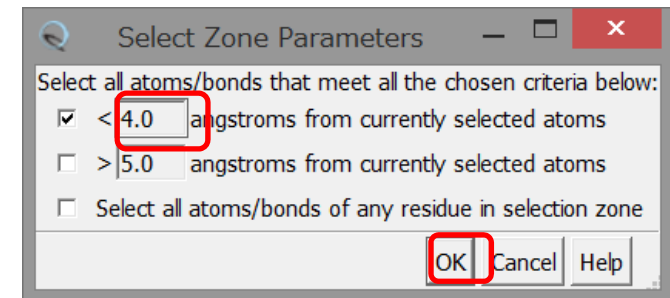 Select Zone Parameters
Select all atoms/bonds that meet all the chosen criteria below:
< 4.0 angstroms from currently selected atoms
> 5.0 angstroms from currently selected atoms
Select all atoms/bonds of any residue in selection zone
OK Cancel Help